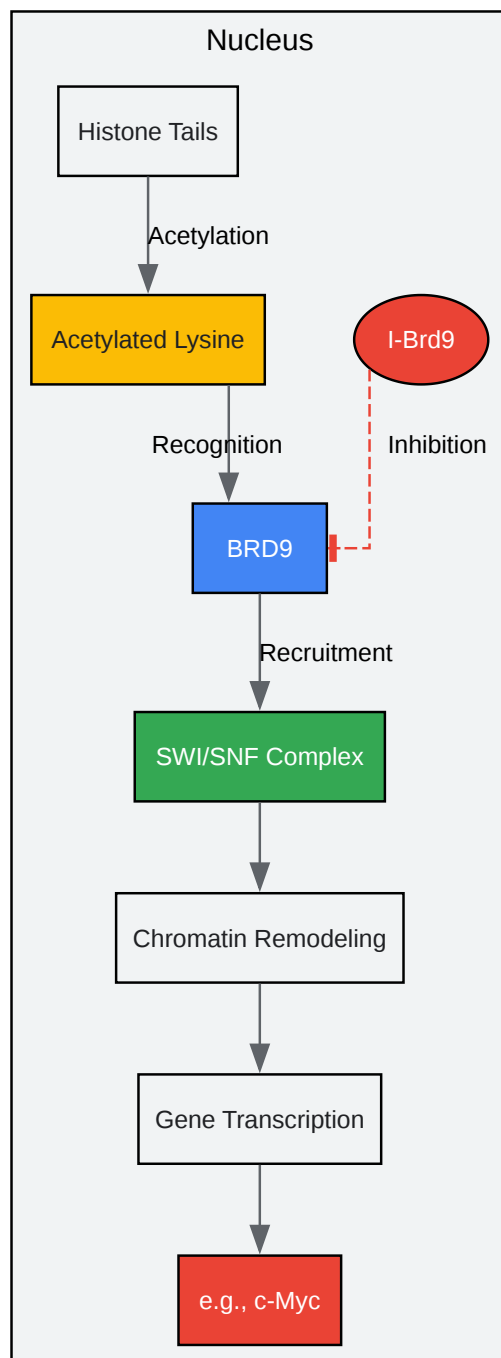 Nucleus
Histone Tails
Acetylation
Acetylated Lysine
I-Brd9
Recognition
Inhibition
BRD9
Recruitment
SWI/SNF Complex
Chromatin Remodeling
Gene Transcription
e.g., c-Myc